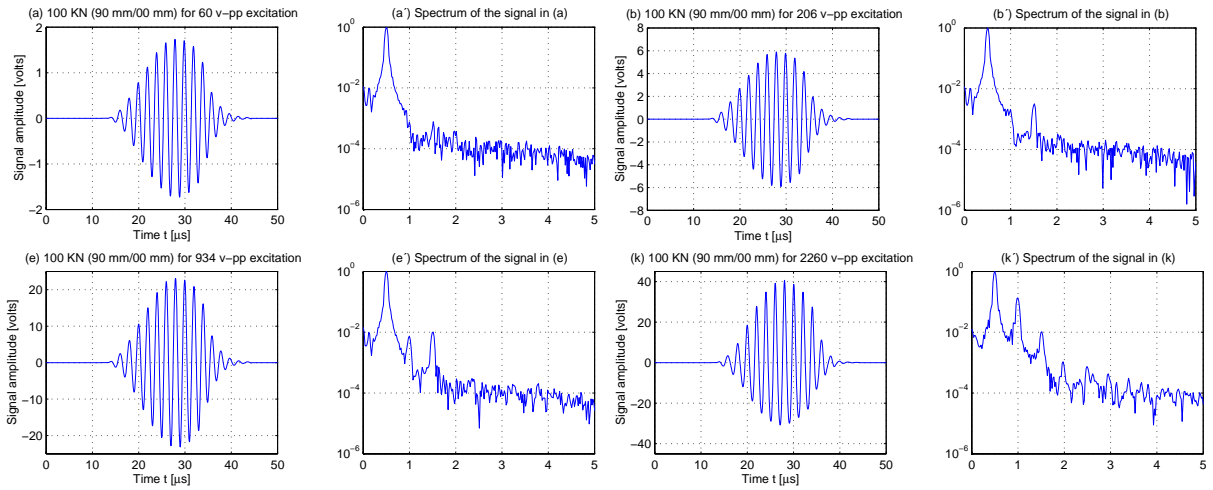 (a) 100 KN (90 mm/00 mm) for 60 v−pp excitation
Signal amplitude [volts]
2
1
0
−1
−2
0 10 20 30 40 50
Time t [µs]
(a´) Spectrum of the signal in (a)
10^0
10^−2
10^−4
10^−6
0 1 2 3 4 5
(b) 100 KN (90 mm/00 mm) for 206 v−pp excitation
Signal amplitude [volts]
8
6
4
2
0
−2
−4
−6
−8
0 10 20 30 40 50
Time t [µs]
(b´) Spectrum of the signal in (b)
10^0
10^−2
10^−4
10^−6
0 1 2 3 4 5
(e) 100 KN (90 mm/00 mm) for 934 v−pp excitation
Signal amplitude [volts]
20
10
0
−10
−20
0 10 20 30 40 50
Time t [µs]
(e´) Spectrum of the signal in (e)
10^0
10^−2
10^−4
10^−6
0 1 2 3 4 5
(k) 100 KN (90 mm/00 mm) for 2260 v−pp excitation
Signal amplitude [volts]
40
20
0
−20
−40
0 10 20 30 40 50
Time t [µs]
(k´) Spectrum of the signal in (k)
10^0
10^−2
10^−4
10^−6
0 1 2 3 4 5